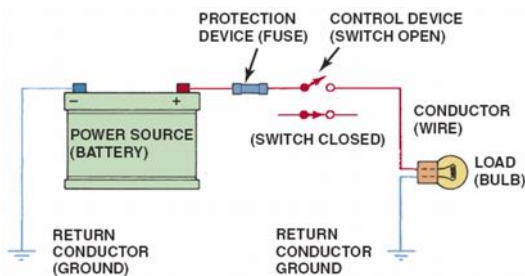 PROTECTION
DEVICE (FUSE)
CONTROL DEVICE
(SWITCH OPEN)
−
+
POWER SOURCE
(BATTERY)
(SWITCH CLOSED)
CONDUCTOR
(WIRE)
LOAD
(BULB)
RETURN
CONDUCTOR
(GROUND)
RETURN
CONDUCTOR
GROUND